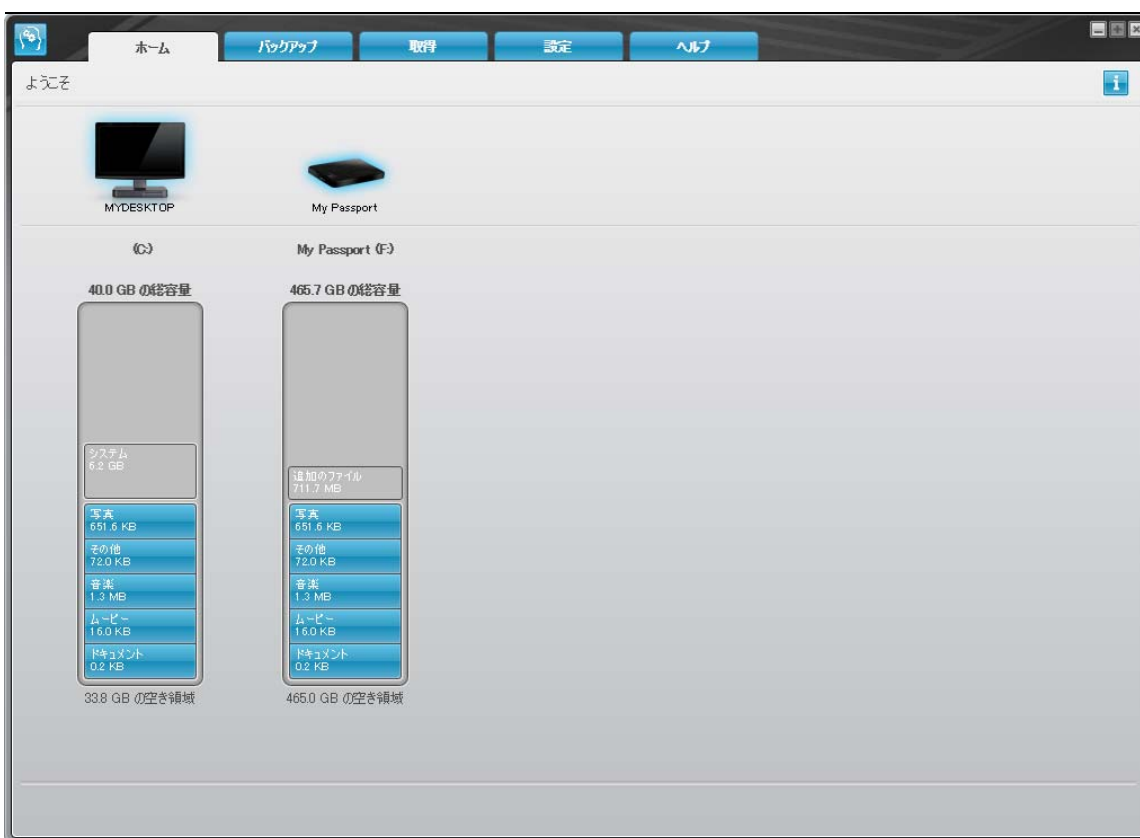 ホーム
バックアップ
取得
設定
ヘルプ
ようこそ
i
MYDESKTOP
My Passport
(C:)
My Passport (F:)
40.0 GB の総容量
465.7 GB の総容量
システム
6.2 GB
追加のファイル
711.7 MB
写真
651.6 KB
写真
651.6 KB
その他
72.0 KB
その他
72.0 KB
音楽
1.3 MB
音楽
1.3 MB
ムービー
16.0 KB
ムービー
16.0 KB
ドキュメント
0.2 KB
ドキュメント
0.2 KB
33.8 GB の空き領域
465.0 GB の空き領域